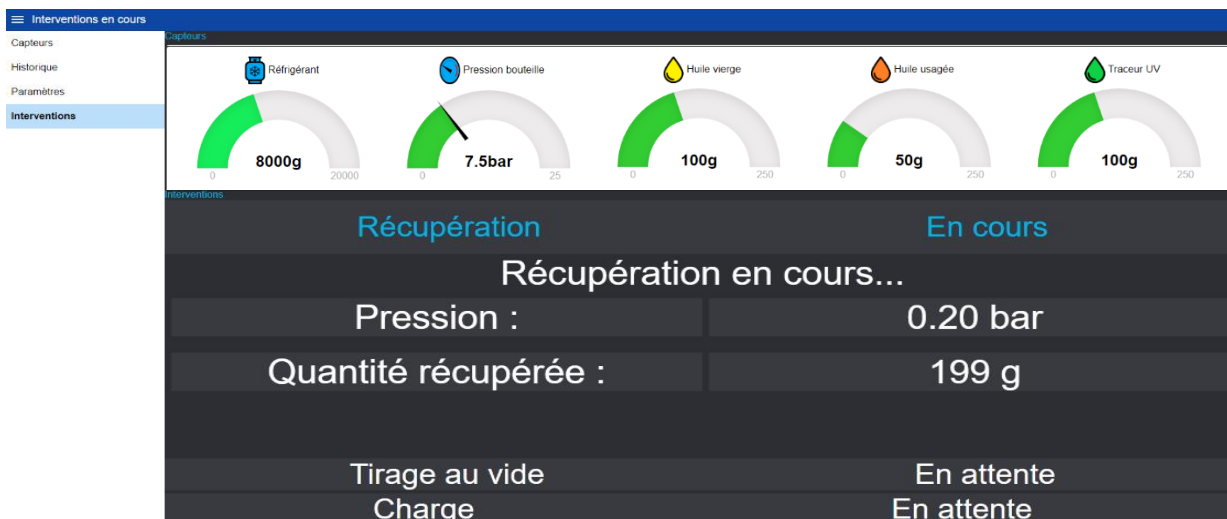 Interventions en cours
Capteurs
Historique
Paramètres
Interventions
Capteurs
Réfrigérant
8000g
0 20000
Pression bouteille
7.5bar
0 25
Huile vierge
100g
0 250
Huile usagée
50g
0 250
Traceur UV
100g
0 250
Interventions
Récupération En cours
Récupération en cours...
Pression : 0.20 bar
Quantité récupérée : 199 g
Tirage au vide En attente
Charge En attente